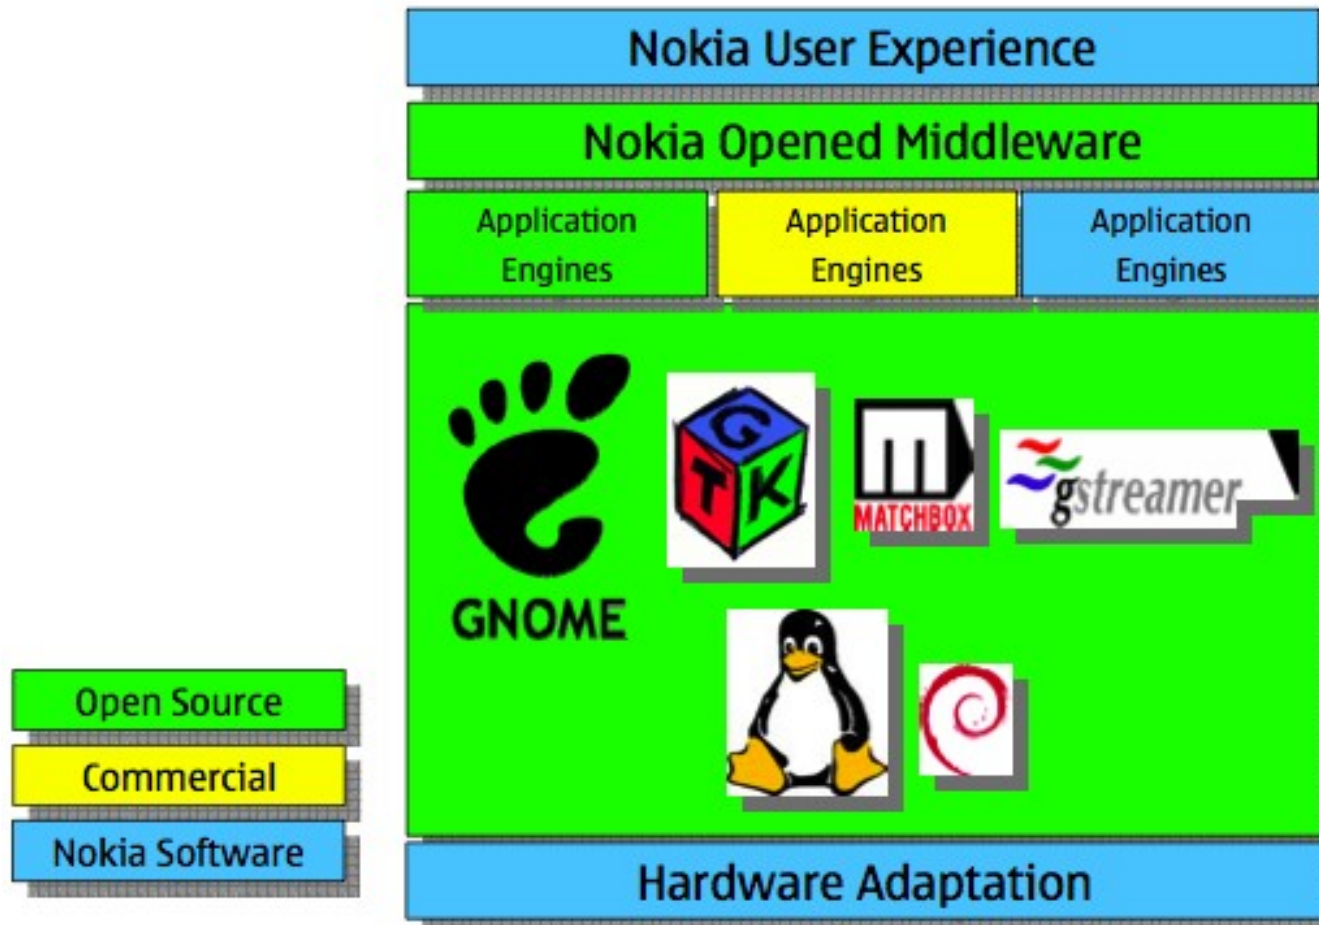 Nokia User Experience
Nokia Opened Middleware
Application
Engines
Application
Engines
Application
Engines
G
T K
MATCHBOX
gstreamer
GNOME
Open Source
Commercial
Nokia Software
Hardware Adaptation